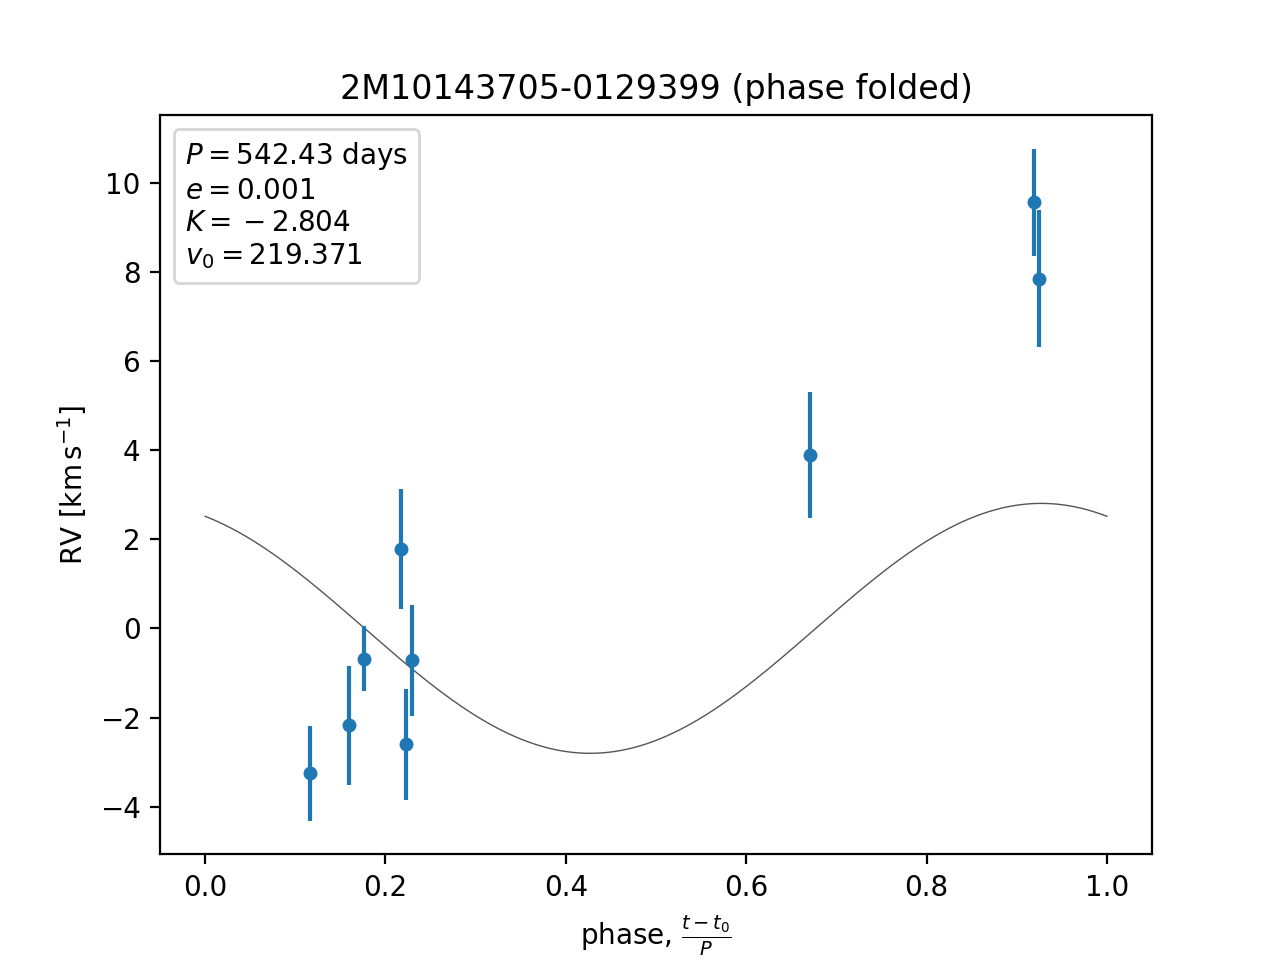 2M10143705-0129399 (phase folded)
P = 542.43 days
e = 0.001
K = −2.804
v₀ = 219.371
10
8
6
4
2
0
−2
−4
RV [km s⁻¹]
0.0 0.2 0.4 0.6 0.8 1.0
phase, (t − t₀)/P